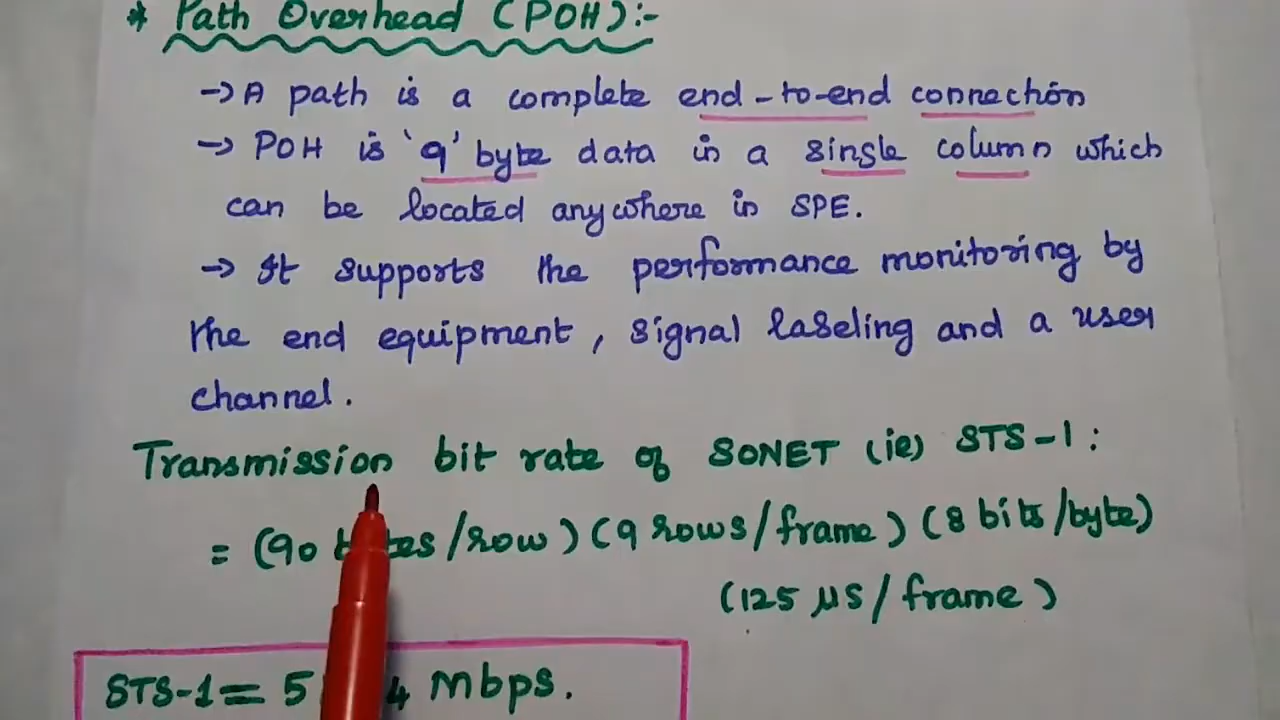 * Path Overhead (POH):-
→ A path is a complete end-to-end connection
→ POH is '9' byte data in a single column which
can be located anywhere in SPE.
→ It supports the performance monitoring by
the end equipment, signal labeling and a user
channel.
Transmission bit rate of SONET (ie) STS-1:
= (90 bytes/row) (9 rows/frame) (8 bits/byte)
(125 μs/frame)
STS-1 = Mbps.